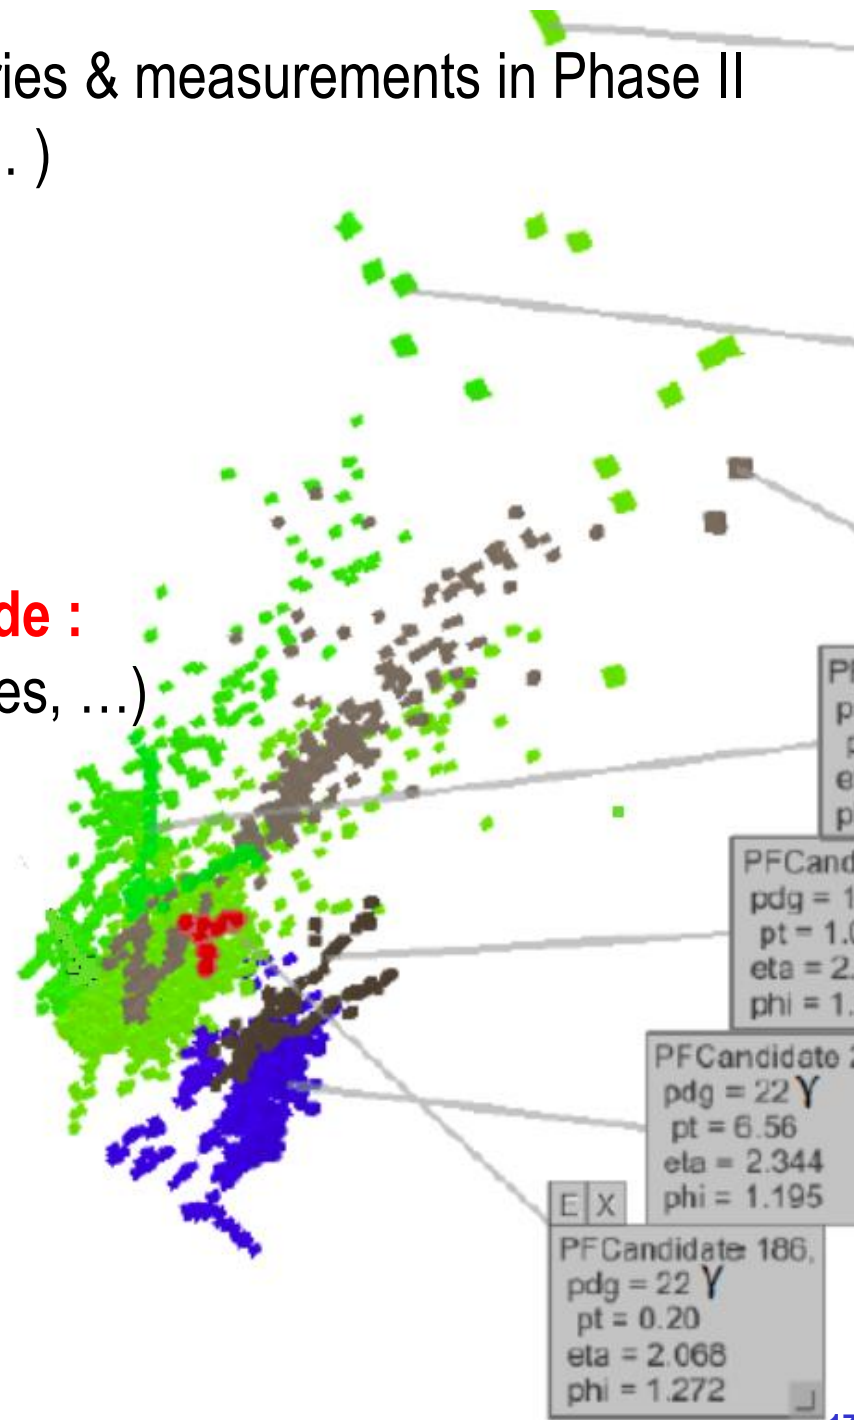 ries & measurements in Phase II
. )
de :
es, …)
PFCand
pdg = 1
pt = 1.0
eta = 2.
phi = 1.
PFCandidate 2
pdg = 22 γ
pt = 6.56
eta = 2.344
phi = 1.195
E X
PFCandidate 186,
pdg = 22 γ
pt = 0.20
eta = 2.068
phi = 1.272